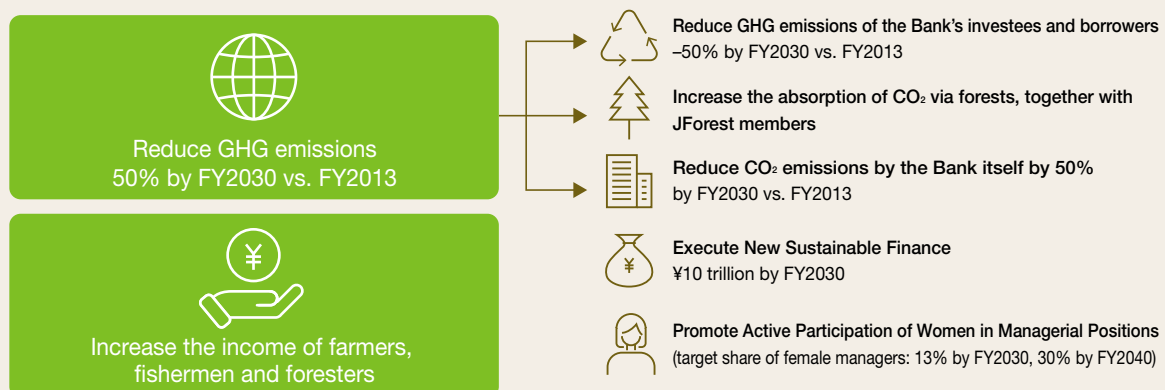 Reduce GHG emissions
50% by FY2030 vs. FY2013
Reduce GHG emissions of the Bank's investees and borrowers
–50% by FY2030 vs. FY2013
Increase the absorption of CO₂ via forests, together with
JForest members
Reduce CO₂ emissions by the Bank itself by 50%
by FY2030 vs. FY2013
¥
Increase the income of farmers,
fishermen and foresters
¥
Execute New Sustainable Finance
¥10 trillion by FY2030
Promote Active Participation of Women in Managerial Positions
(target share of female managers: 13% by FY2030, 30% by FY2040)